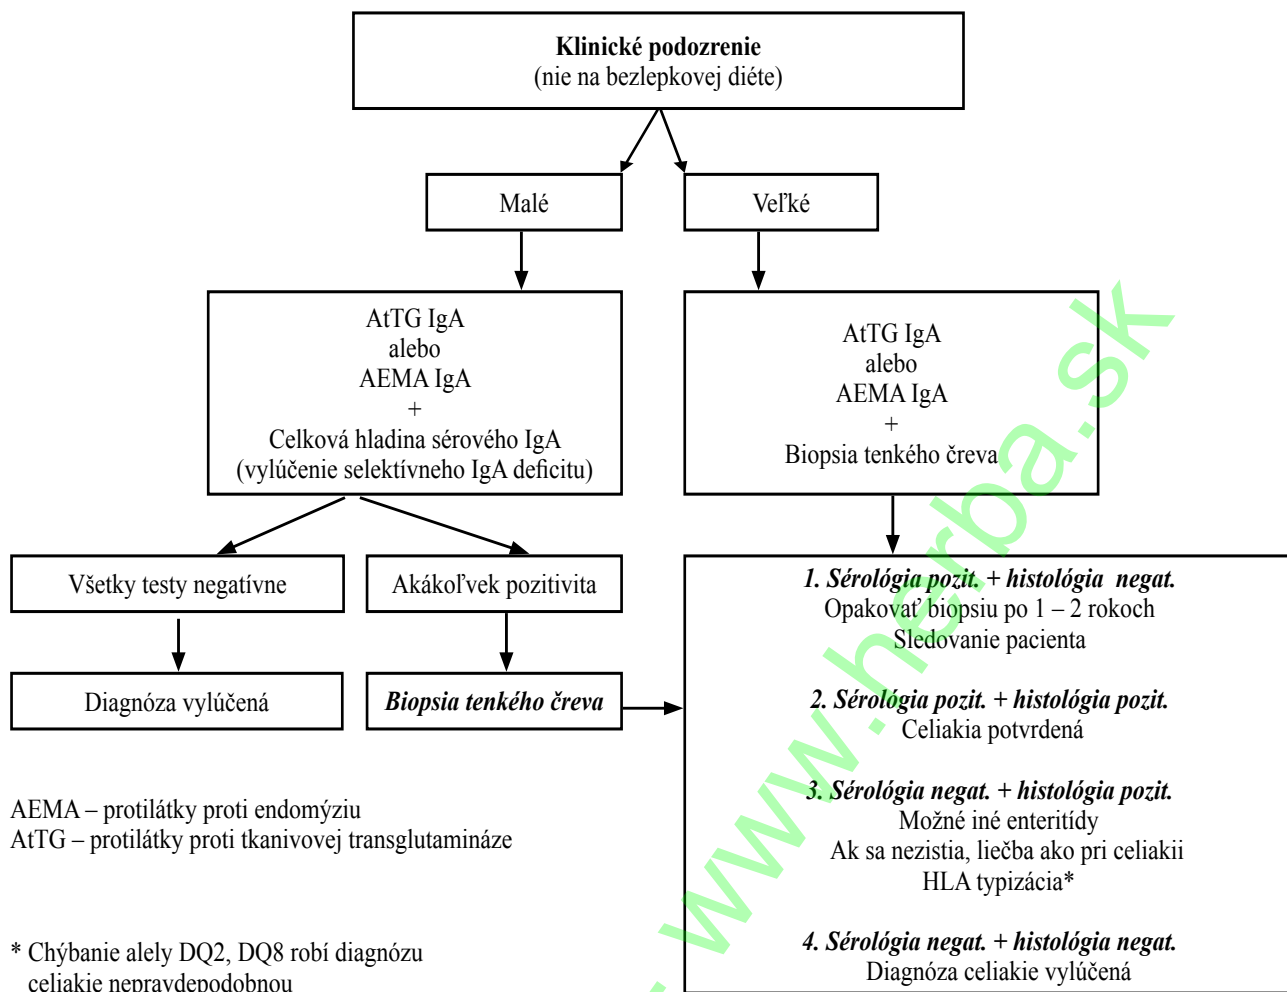 Klinické podozrenie
(nie na bezlepkovej diéte)
Malé
Veľké
AtTG IgA
alebo
AEMA IgA
+
Celková hladina sérového IgA
(vylúčenie selektívneho IgA deficitu)
AtTG IgA
alebo
AEMA IgA
+
Biopsia tenkého čreva
Všetky testy negatívne
Akákoľvek pozitivita
Diagnóza vylúčená
Biopsia tenkého čreva
1. Sérológia pozit. + histológia negat.
Opakovať biopsiu po 1 – 2 rokoch
Sledovanie pacienta
2. Sérológia pozit. + histológia pozit.
Celiakia potvrdená
3. Sérológia negat. + histológia pozit.
Možné iné enteritídy
Ak sa nezistia, liečba ako pri celiakii
HLA typizácia*
4. Sérológia negat. + histológia negat.
Diagnóza celiakie vylúčená
AEMA – protilátky proti endomýziu
AtTG – protilátky proti tkanivovej transglutamináze
* Chýbanie alely DQ2, DQ8 robí diagnózu
celiakie nepravdepodobnou
www.herba.sk